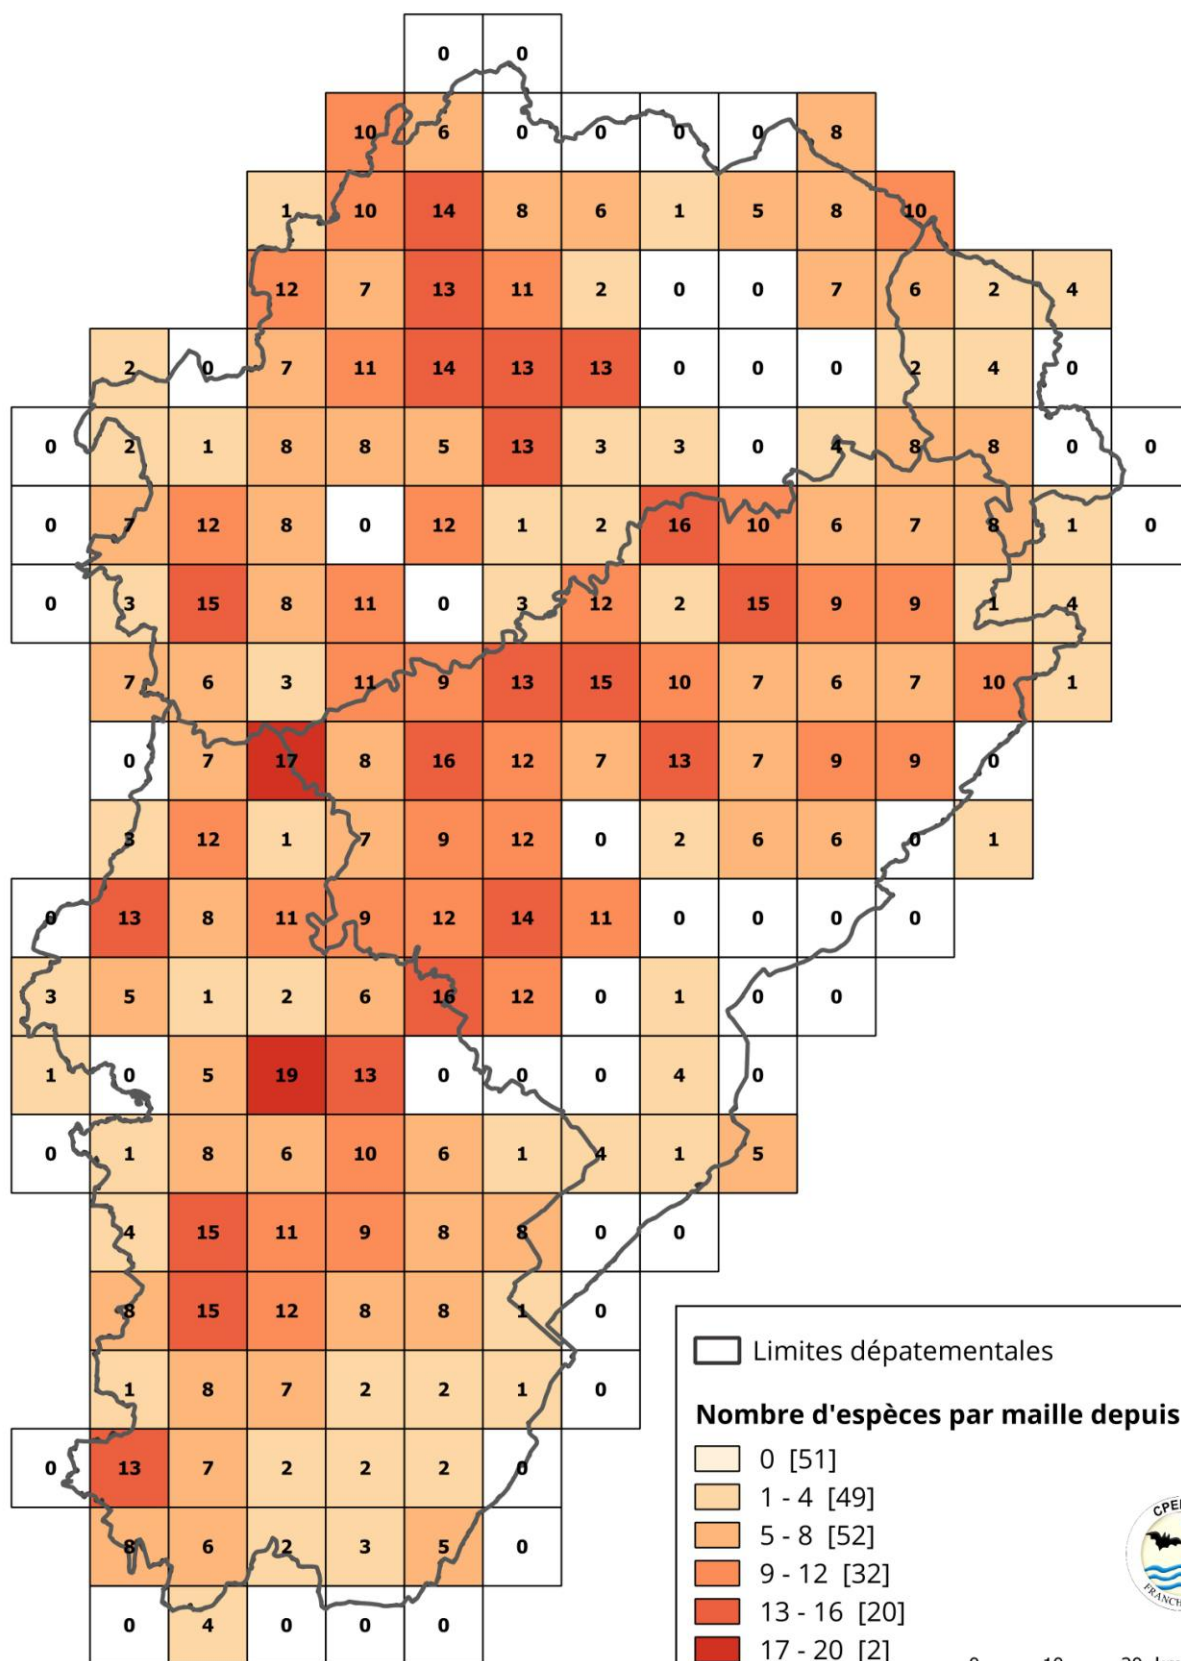 0 0
10 6 0 0 0 0 8
1 10 14 8 6 1 5 8 10
12 7 13 11 2 0 0 7 6 2 4
2 0 7 11 14 13 13 0 0 0 2 4 0
0 2 1 8 8 5 13 3 3 0 4 8 8 0 0
0 7 12 8 0 12 1 2 16 10 6 7 8 1 0
0 3 15 8 11 0 3 12 2 15 9 9 1 4
7 6 3 11 9 13 15 10 7 6 7 10 1
0 7 17 8 16 12 7 13 7 9 9 0
3 12 1 7 9 12 0 2 6 6 0 1
0 13 8 11 9 12 14 11 0 0 0 0
3 5 1 2 6 16 12 0 1 0 0
1 0 5 19 13 0 0 0 4 0
0 1 8 6 10 6 1 4 1 5
4 15 11 9 8 8 0 0
8 15 12 8 8 1 0
1 8 7 2 2 1 0
0 13 7 2 2 2 0
8 6 2 3 5 0
0 4 0 0 0
Limites dépatementales
Nombre d'espèces par maille depuis
0 [51]
1 - 4 [49]
5 - 8 [52]
9 - 12 [32]
13 - 16 [20]
17 - 20 [2]